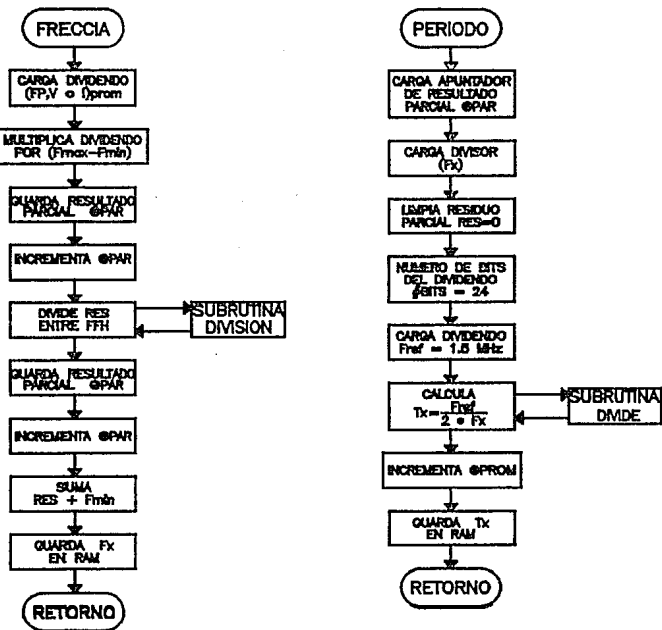 FRECCIA
CARGA DIVIDENDO
(FP,V o I)prom
MULTIPLICA DIVIDENDO
POR (Fmax-Fmin)
GUARDA RESULTADO
PARCIAL @PAR
INCREMENTA @PAR
DIVIDE RES
ENTRE FFH
SUBRUTINA
DIVISION
GUARDA RESULTADO
PARCIAL @PAR
INCREMENTA @PAR
SUMA
RES + Fmin
GUARDA Fx
EN RAM
RETORNO
PERIODO
CARGA APUNTADOR
DE RESULTADO
PARCIAL @PAR
CARGA DIVISOR
(Fx)
LIMPIA RESIDUO
PARCIAL RES=0
NUMERO DE BITS
DEL DIVIDENDO
#BITS = 24
CARGA DIVIDENDO
Fref = 1.5 MHz
CALCULA
Tx=Fref
2 * Fx
SUBRUTINA
DIVIDE
INCREMENTA @PROM
GUARDA Tx
EN RAM
RETORNO